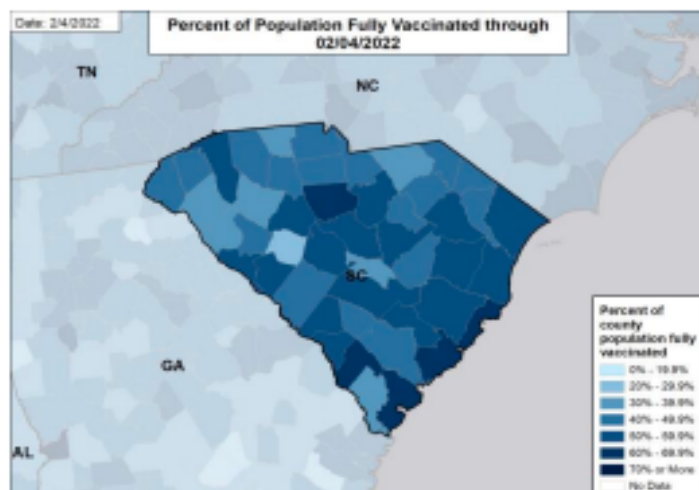 Date: 2/4/2022
Percent of Population Fully Vaccinated through
02/04/2022
TN
NC
SC
GA
AL
Percent of
county
population fully
vaccinated
0% - 19.9%
20% - 29.9%
30% - 39.9%
40% - 49.9%
50% - 59.9%
60% - 69.9%
70% or More
No Data